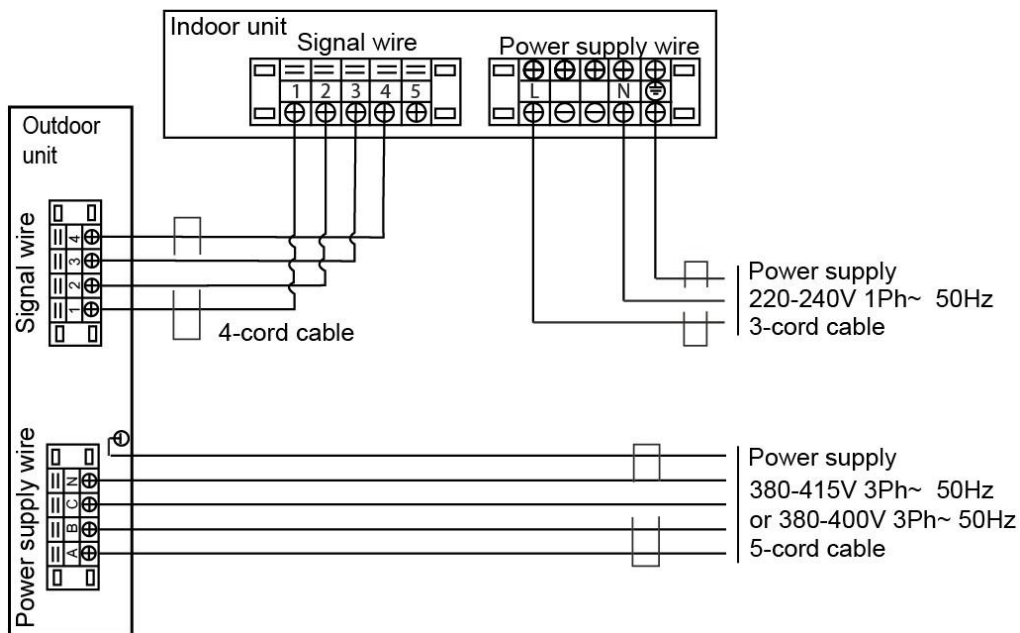 Indoor unit
Signal wire
Power supply wire
1 2 3 4 5
L N
Outdoor
unit
Signal wire
4
3
2
1
4-cord cable
Power supply
220-240V 1Ph~ 50Hz
3-cord cable
Power supply wire
N
C
B
A
Power supply
380-415V 3Ph~ 50Hz
or 380-400V 3Ph~ 50Hz
5-cord cable